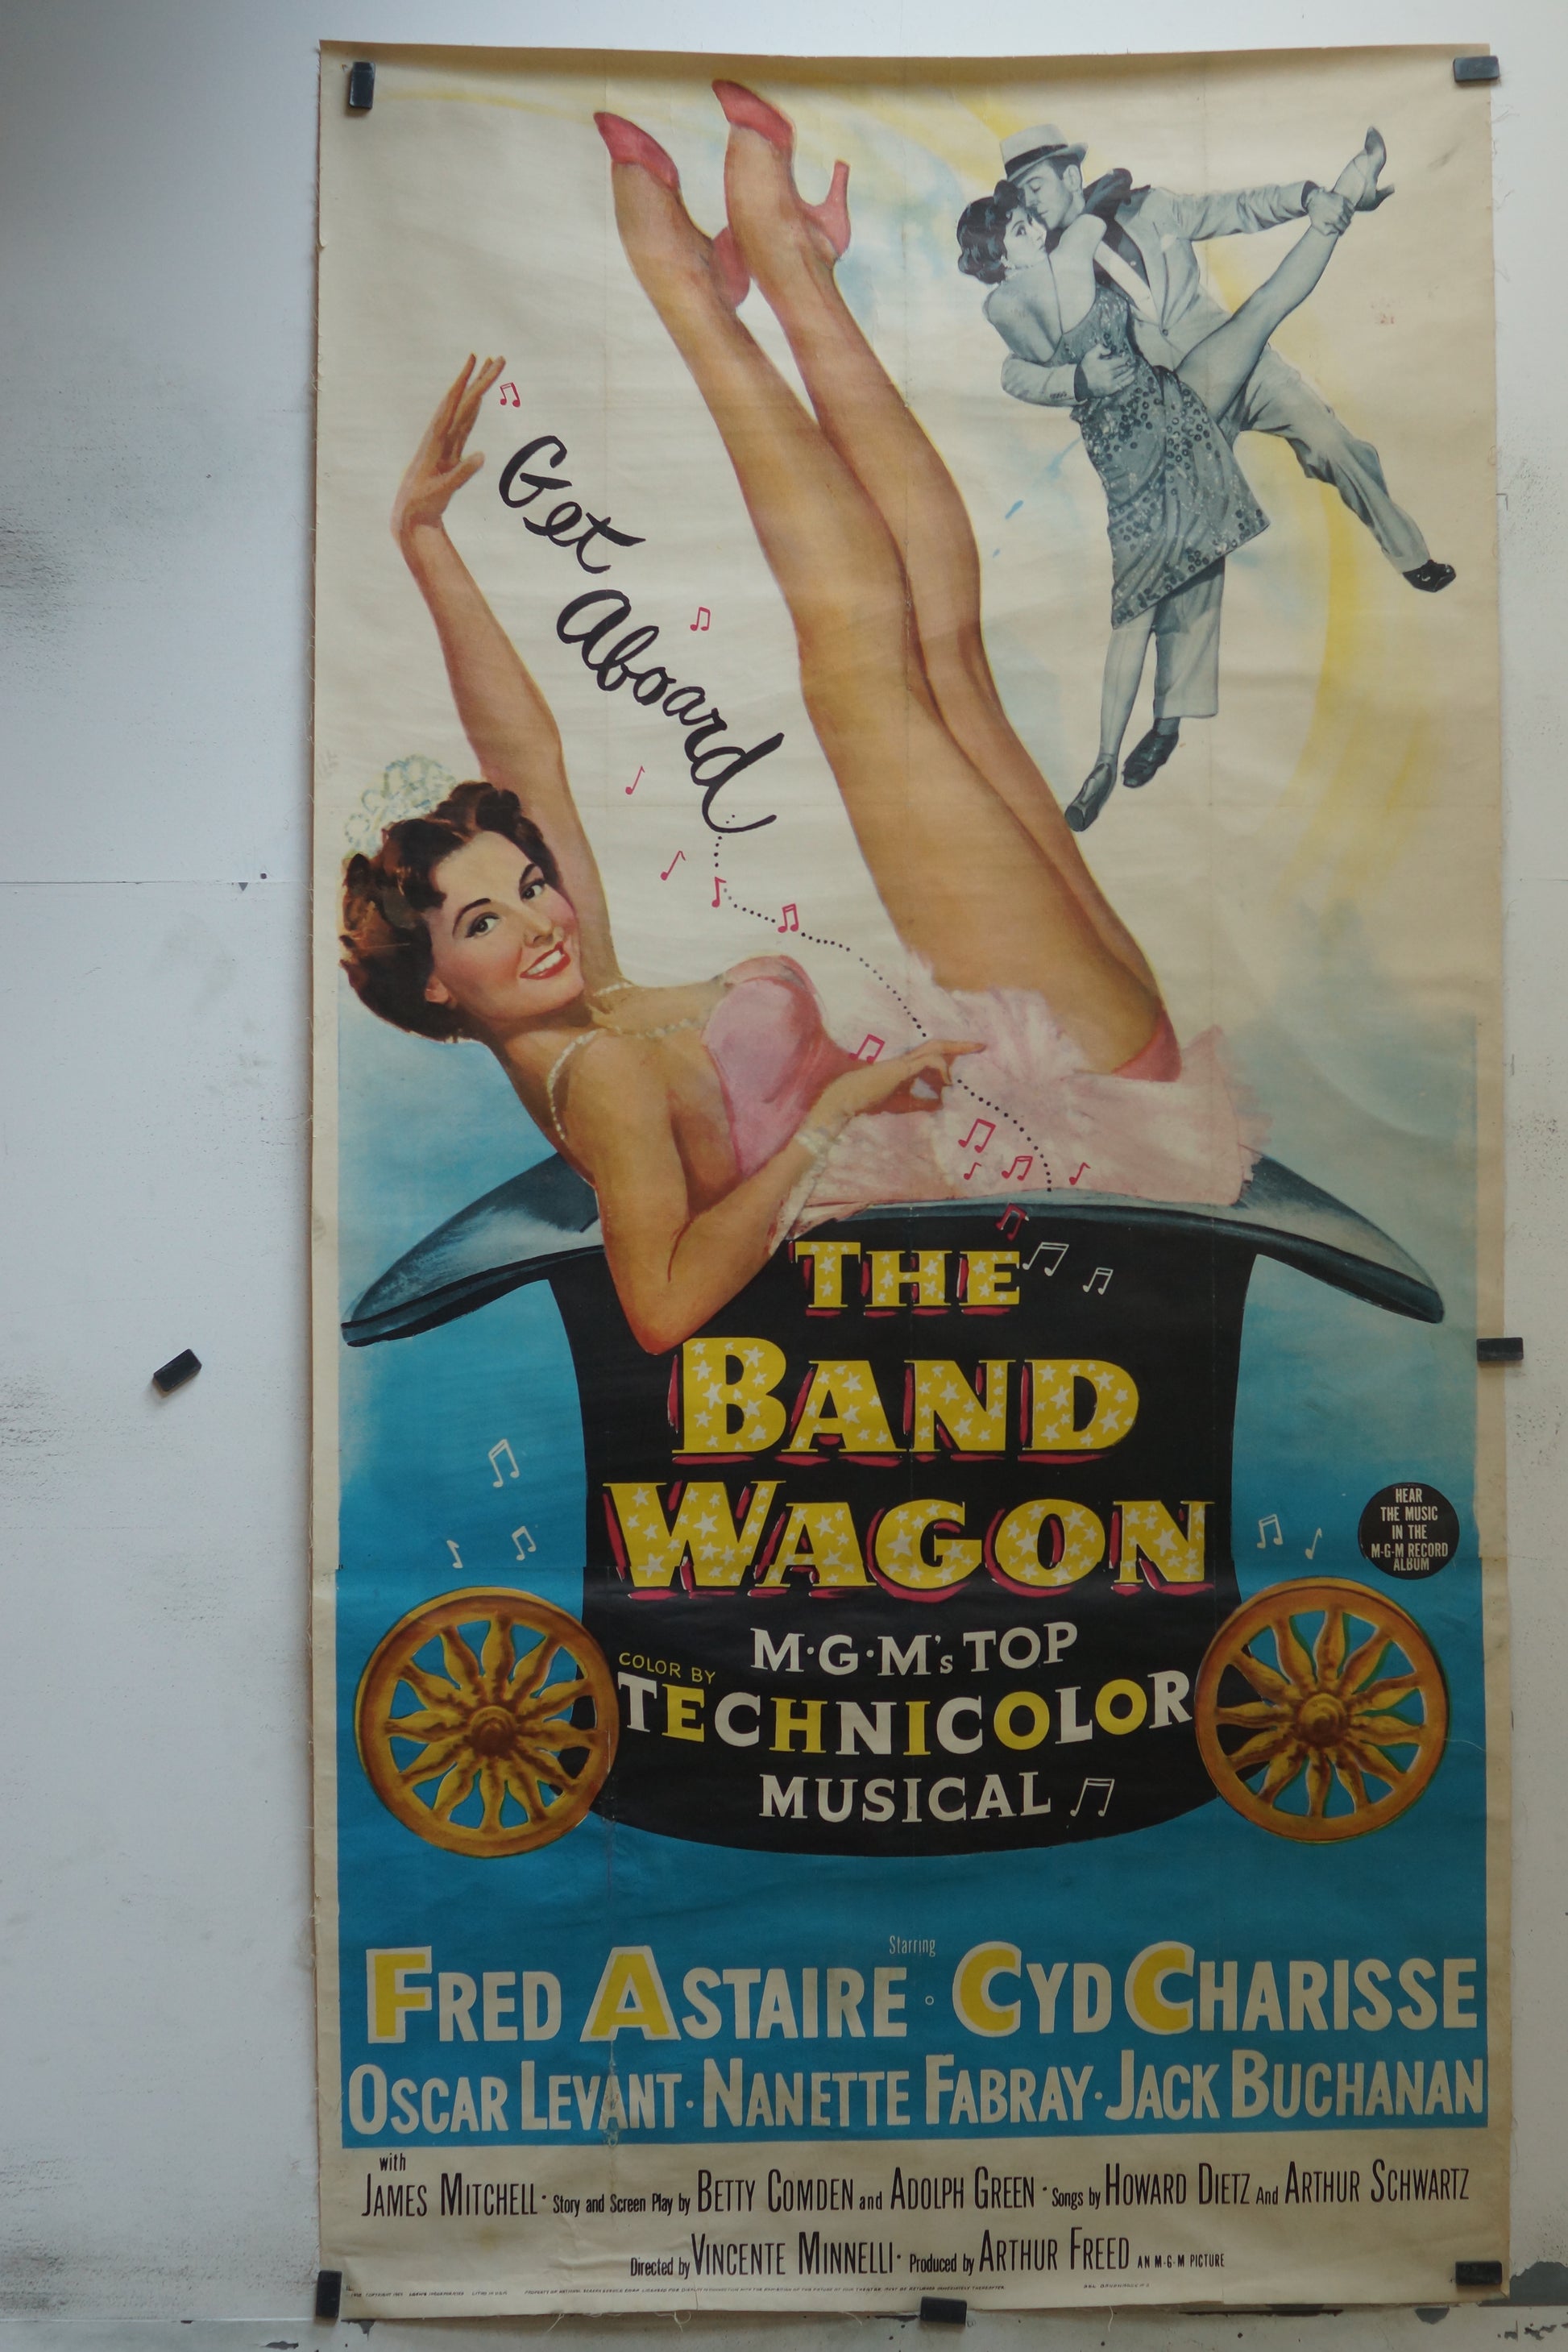 Get
Aboard
THE
BAND
WAGON
HEAR
THE MUSIC
IN THE
M-G-M RECORD
ALBUM
M·G·M's TOP
COLOR BY
TECHNICOLOR
MUSICAL
Starring
FRED ASTAIRE · CYD CHARISSE
OSCAR LEVANT · NANETTE FABRAY · JACK BUCHANAN
with
JAMES MITCHELL · Story and Screen Play by BETTY COMDEN and ADOLPH GREEN · Songs by HOWARD DIETZ And ARTHUR SCHWARTZ
Directed by VINCENTE MINNELLI · Produced by ARTHUR FREED AN M-G-M PICTURE